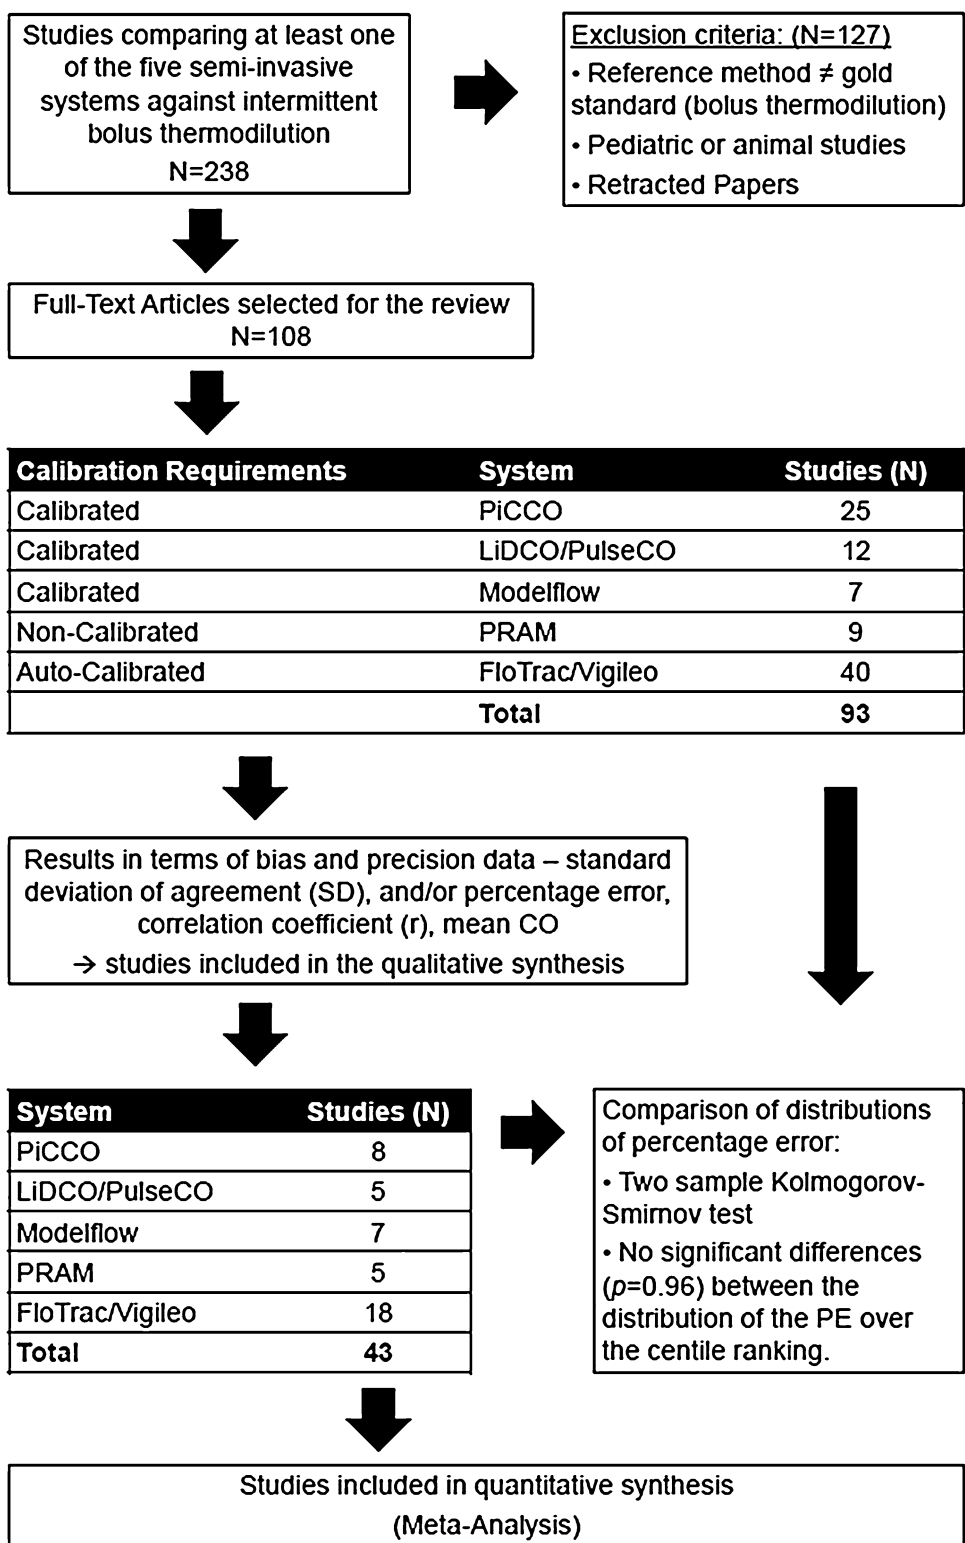 Studies comparing at least one
of the five semi-invasive
systems against intermittent
bolus thermodilution
N=238
Exclusion criteria: (N=127)
• Reference method ≠ gold
standard (bolus thermodilution)
• Pediatric or animal studies
• Retracted Papers
Full-Text Articles selected for the review
N=108
Calibration Requirements System Studies (N)
Calibrated PiCCO 25
Calibrated LiDCO/PulseCO 12
Calibrated Modelflow 7
Non-Calibrated PRAM 9
Auto-Calibrated FloTrac/Vigileo 40
Total 93
Results in terms of bias and precision data – standard
deviation of agreement (SD), and/or percentage error,
correlation coefficient (r), mean CO
→ studies included in the qualitative synthesis
System Studies (N)
PiCCO 8
LiDCO/PulseCO 5
Modelflow 7
PRAM 5
FloTrac/Vigileo 18
Total 43
Comparison of distributions
of percentage error:
• Two sample Kolmogorov-
Smirnov test
• No significant differences
(p=0.96) between the
distribution of the PE over
the centile ranking.
Studies included in quantitative synthesis
(Meta-Analysis)